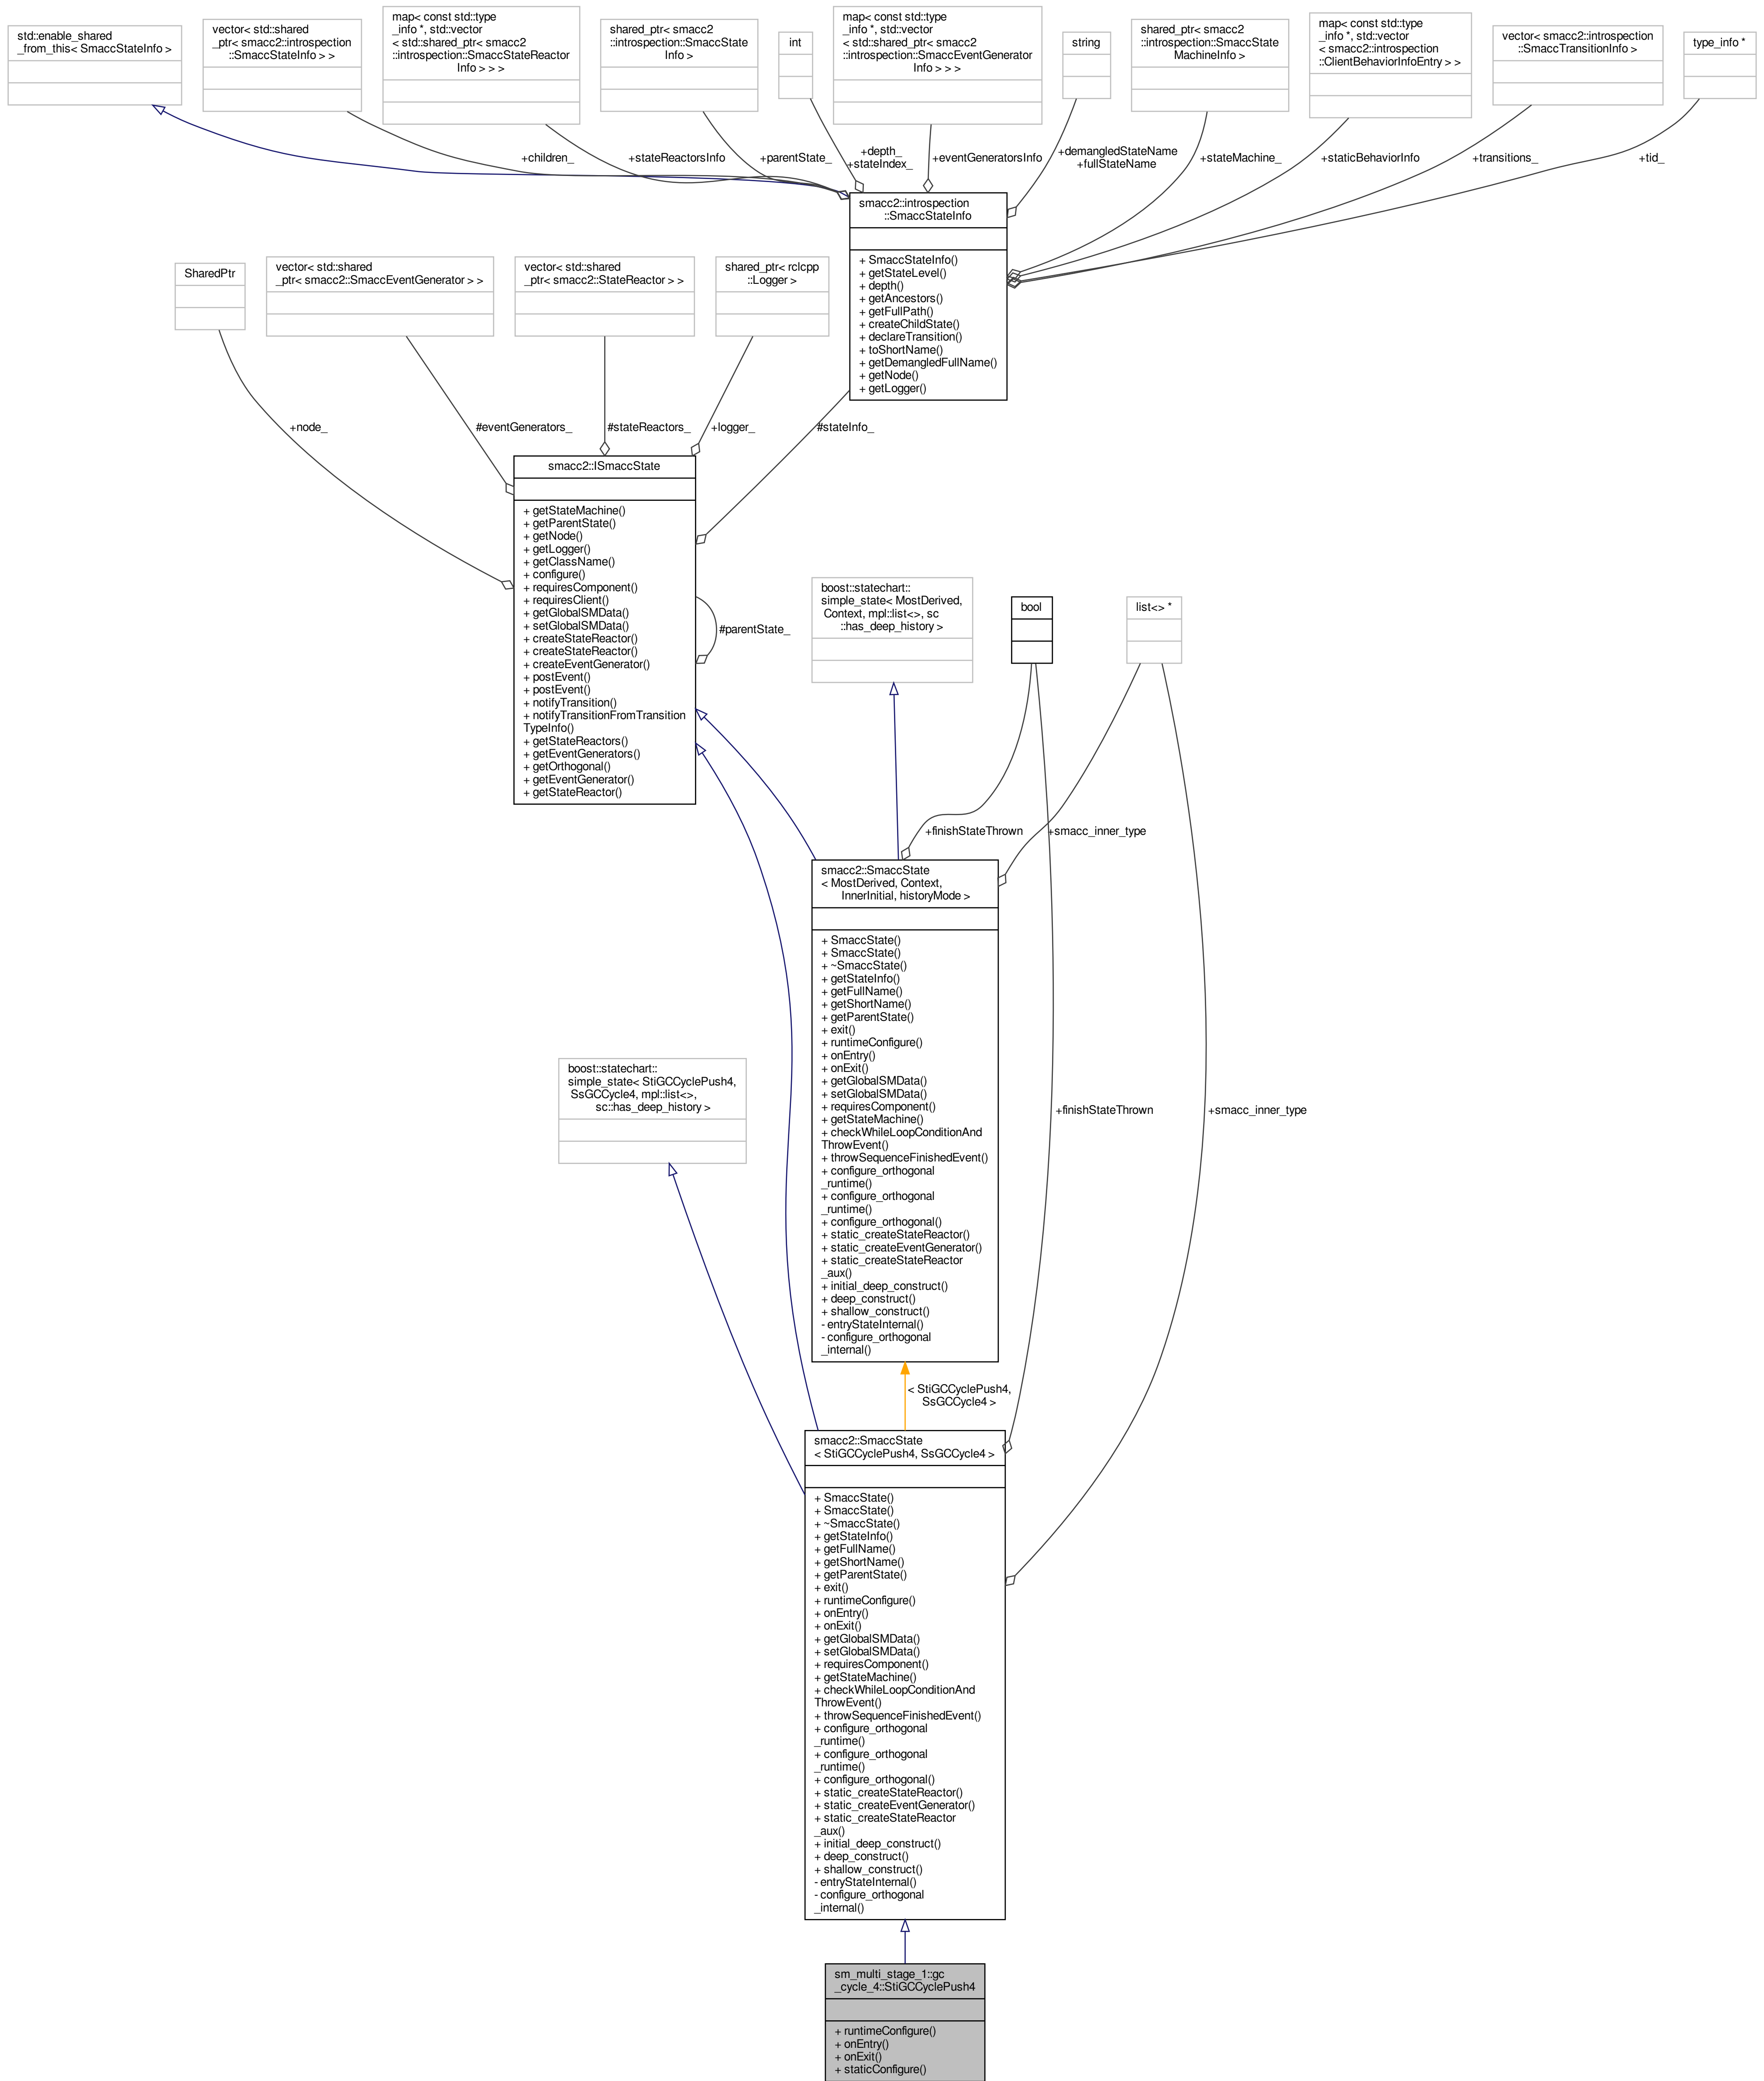 std::enable_shared
_from_this< SmaccStateInfo >
vector< std::shared
_ptr< smacc2::introspection
::SmaccStateInfo > >
map< const std::type
_info *, std::vector
< std::shared_ptr< smacc2
::introspection::SmaccStateReactor
Info > > >
shared_ptr< smacc2
::introspection::SmaccState
Info >
int
map< const std::type
_info *, std::vector
< std::shared_ptr< smacc2
::introspection::SmaccEventGenerator
Info > > >
string
shared_ptr< smacc2
::introspection::SmaccState
MachineInfo >
map< const std::type
_info *, std::vector
< smacc2::introspection
::ClientBehaviorInfoEntry > >
vector< smacc2::introspection
::SmaccTransitionInfo >
type_info *
+children_
+stateReactorsInfo
+parentState_
+depth_
+stateIndex_
+eventGeneratorsInfo
+demangledStateName
+fullStateName
+stateMachine_
+staticBehaviorInfo
+transitions_
+tid_
smacc2::introspection
::SmaccStateInfo
+ SmaccStateInfo()
+ getStateLevel()
+ depth()
+ getAncestors()
+ getFullPath()
+ createChildState()
+ declareTransition()
+ toShortName()
+ getDemangledFullName()
+ getNode()
+ getLogger()
SharedPtr
vector< std::shared
_ptr< smacc2::SmaccEventGenerator > >
vector< std::shared
_ptr< smacc2::StateReactor > >
shared_ptr< rclcpp
::Logger >
+node_
#eventGenerators_
#stateReactors_
+logger_
#stateInfo_
smacc2::ISmaccState
+ getStateMachine()
+ getParentState()
+ getNode()
+ getLogger()
+ getClassName()
+ configure()
+ requiresComponent()
+ requiresClient()
+ getGlobalSMData()
+ setGlobalSMData()
+ createStateReactor()
+ createStateReactor()
+ createEventGenerator()
+ postEvent()
+ postEvent()
+ notifyTransition()
+ notifyTransitionFromTransition
TypeInfo()
+ getStateReactors()
+ getEventGenerators()
+ getOrthogonal()
+ getEventGenerator()
+ getStateReactor()
#parentState_
boost::statechart::
simple_state< MostDerived,
Context, mpl::list<>, sc
::has_deep_history >
bool
list<> *
+finishStateThrown
+smacc_inner_type
smacc2::SmaccState
< MostDerived, Context,
InnerInitial, historyMode >
+ SmaccState()
+ SmaccState()
+ ~SmaccState()
+ getStateInfo()
+ getFullName()
+ getShortName()
+ getParentState()
+ exit()
+ runtimeConfigure()
+ onEntry()
+ onExit()
+ getGlobalSMData()
+ setGlobalSMData()
+ requiresComponent()
+ getStateMachine()
+ checkWhileLoopConditionAnd
ThrowEvent()
+ throwSequenceFinishedEvent()
+ configure_orthogonal
_runtime()
+ configure_orthogonal
_runtime()
+ configure_orthogonal()
+ static_createStateReactor()
+ static_createEventGenerator()
+ static_createStateReactor
_aux()
+ initial_deep_construct()
+ deep_construct()
+ shallow_construct()
- entryStateInternal()
- configure_orthogonal
_internal()
boost::statechart::
simple_state< StiGCCyclePush4,
SsGCCycle4, mpl::list<>,
sc::has_deep_history >
+finishStateThrown
+smacc_inner_type
< StiGCCyclePush4,
SsGCCycle4 >
smacc2::SmaccState
< StiGCCyclePush4, SsGCCycle4 >
+ SmaccState()
+ SmaccState()
+ ~SmaccState()
+ getStateInfo()
+ getFullName()
+ getShortName()
+ getParentState()
+ exit()
+ runtimeConfigure()
+ onEntry()
+ onExit()
+ getGlobalSMData()
+ setGlobalSMData()
+ requiresComponent()
+ getStateMachine()
+ checkWhileLoopConditionAnd
ThrowEvent()
+ throwSequenceFinishedEvent()
+ configure_orthogonal
_runtime()
+ configure_orthogonal
_runtime()
+ configure_orthogonal()
+ static_createStateReactor()
+ static_createEventGenerator()
+ static_createStateReactor
_aux()
+ initial_deep_construct()
+ deep_construct()
+ shallow_construct()
- entryStateInternal()
- configure_orthogonal
_internal()
sm_multi_stage_1::gc
_cycle_4::StiGCCyclePush4
+ runtimeConfigure()
+ onEntry()
+ onExit()
+ staticConfigure()